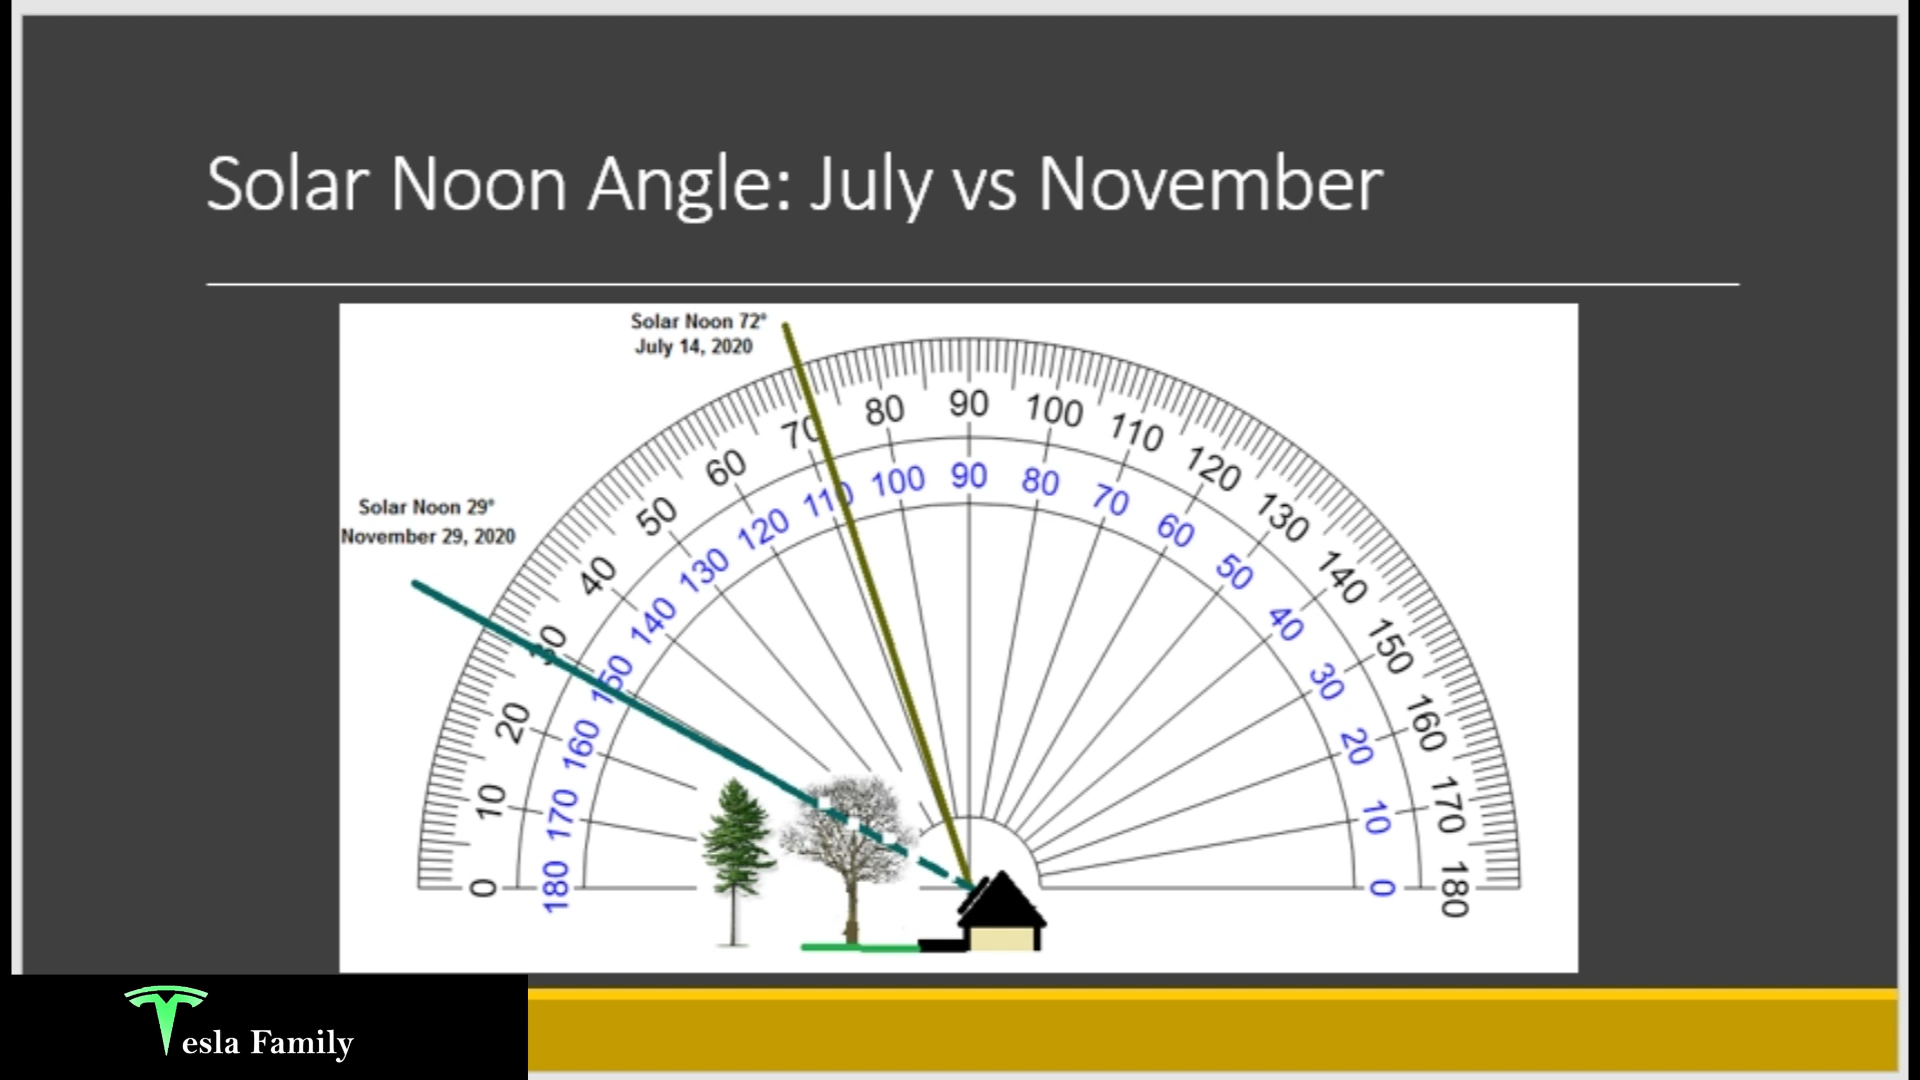 Solar Noon Angle: July vs November
Solar Noon 72°
July 14, 2020
Solar Noon 29°
November 29, 2020
0 10 20 30 40 50 60 70 80 90 100 110 120 130 140 150 160 170 180
180 170 160 150 140 130 120 110 100 90 80 70 60 50 40 30 20 10 0
Tesla Family